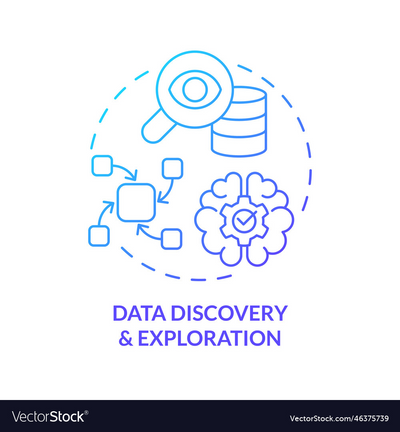 DATA DISCOVERY
& EXPLORATION
VectorStock®
VectorStock.com/46375739